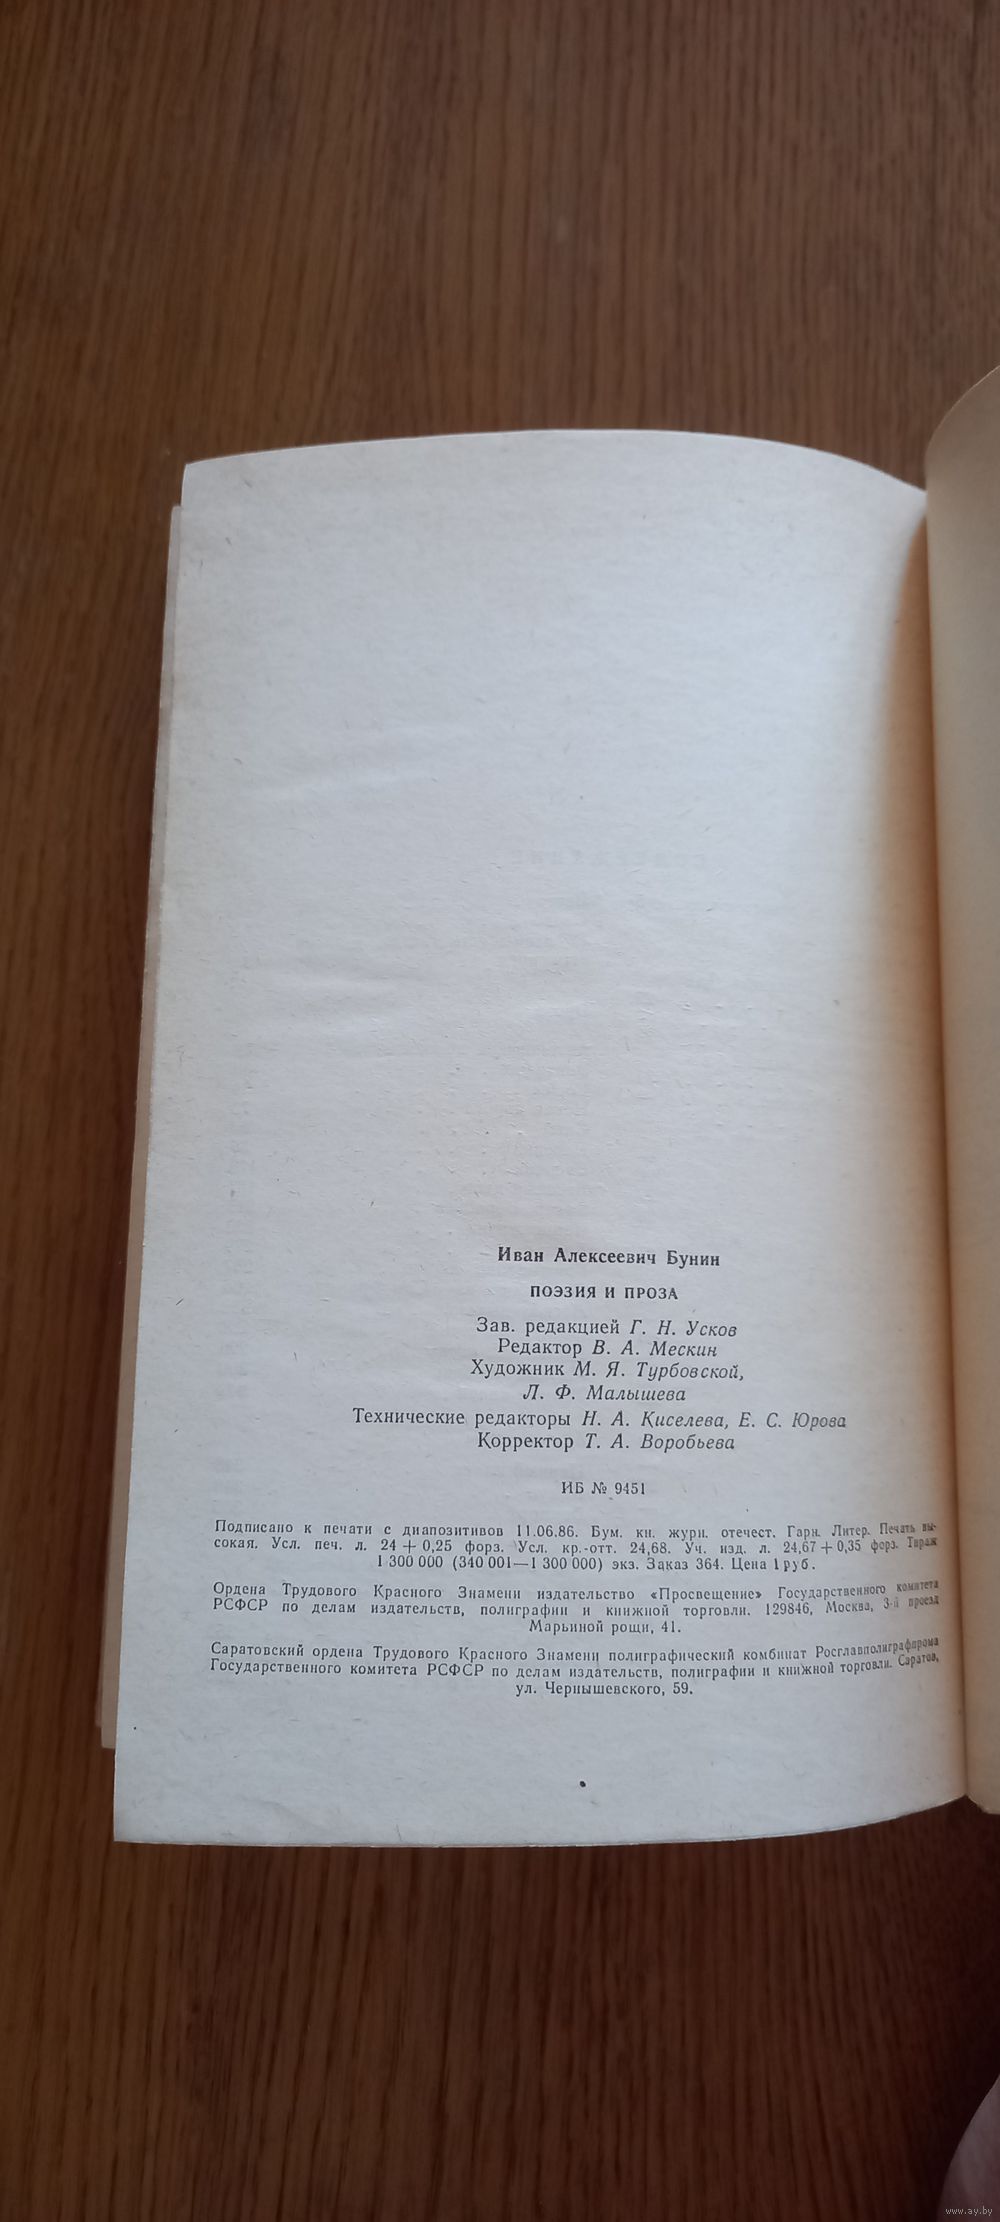 Иван Алексеевич Бунин
ПОЭЗИЯ И ПРОЗА
Зав. редакцией Г. Н. Усков
Редактор В. А. Мескин
Художник М. Я. Турбовской,
Л. Ф. Малышева
Технические редакторы Н. А. Киселева, Е. С. Юрова
Корректор Т. А. Воробьева
ИБ № 9451
Подписано к печати с диапозитивов 11.06.86. Бум. кн. журн. отечест. Гарн. Литер. Печать вы-
сокая. Усл. печ. л. 24 + 0,25 форз. Усл. кр.-отт. 24,68. Уч. изд. л. 24,67 + 0,35 форз. Тираж
1 300 000 (340 001—1 300 000) экз. Заказ 364. Цена 1 руб.
Ордена Трудового Красного Знамени издательство «Просвещение» Государственного комитета
РСФСР по делам издательств, полиграфии и книжной торговли. 129846, Москва, 3-й проезд
Марьиной рощи, 41.
Саратовский ордена Трудового Красного Знамени полиграфический комбинат Росглавполиграфпрома
Государственного комитета РСФСР по делам издательств, полиграфии и книжной торговли. Саратов,
ул. Чернышевского, 59.
www.ay.by